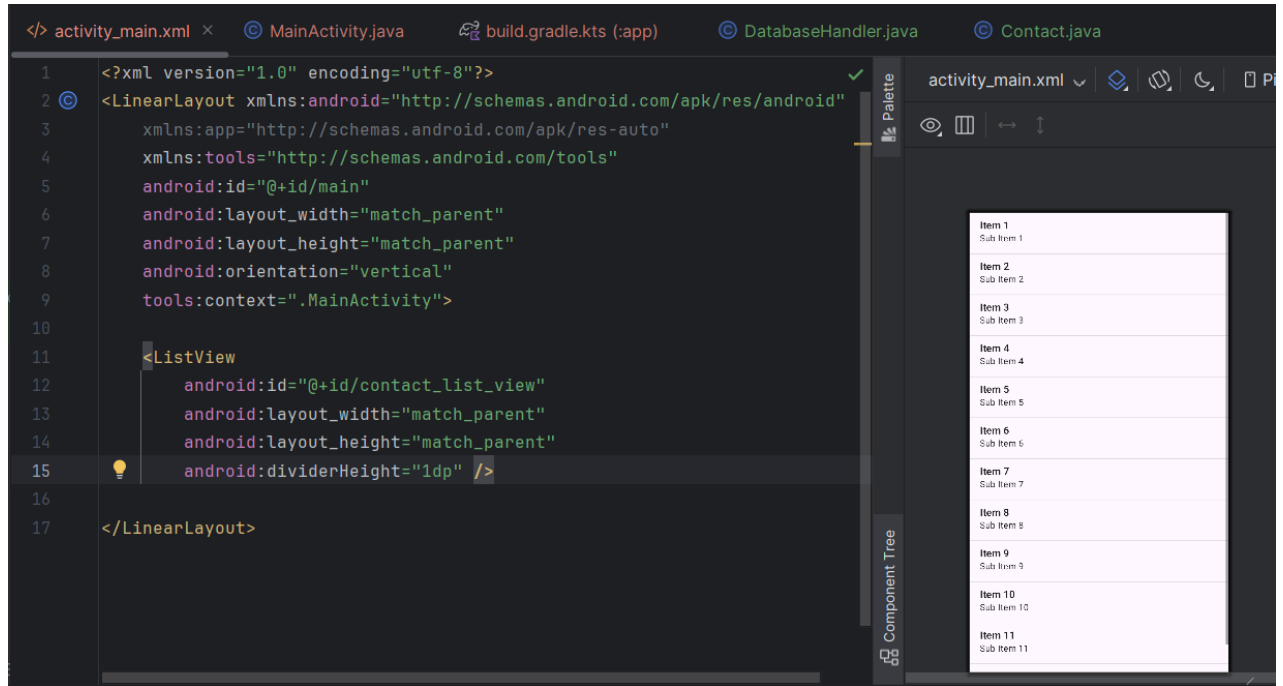 activity_main.xml
MainActivity.java
build.gradle.kts (:app)
DatabaseHandler.java
Contact.java
1 <?xml version="1.0" encoding="utf-8"?>
2 <LinearLayout xmlns:android="http://schemas.android.com/apk/res/android"
3 xmlns:app="http://schemas.android.com/apk/res-auto"
4 xmlns:tools="http://schemas.android.com/tools"
5 android:id="@+id/main"
6 android:layout_width="match_parent"
7 android:layout_height="match_parent"
8 android:orientation="vertical"
9 tools:context=".MainActivity">
10
11 <ListView
12 android:id="@+id/contact_list_view"
13 android:layout_width="match_parent"
14 android:layout_height="match_parent"
15 android:dividerHeight="1dp" />
16
17 </LinearLayout>
Palette
Component Tree
activity_main.xml
Pi
Item 1
Sub Item 1
Item 2
Sub Item 2
Item 3
Sub Item 3
Item 4
Sub Item 4
Item 5
Sub Item 5
Item 6
Sub Item 6
Item 7
Sub Item 7
Item 8
Sub Item 8
Item 9
Sub Item 9
Item 10
Sub Item 10
Item 11
Sub Item 11